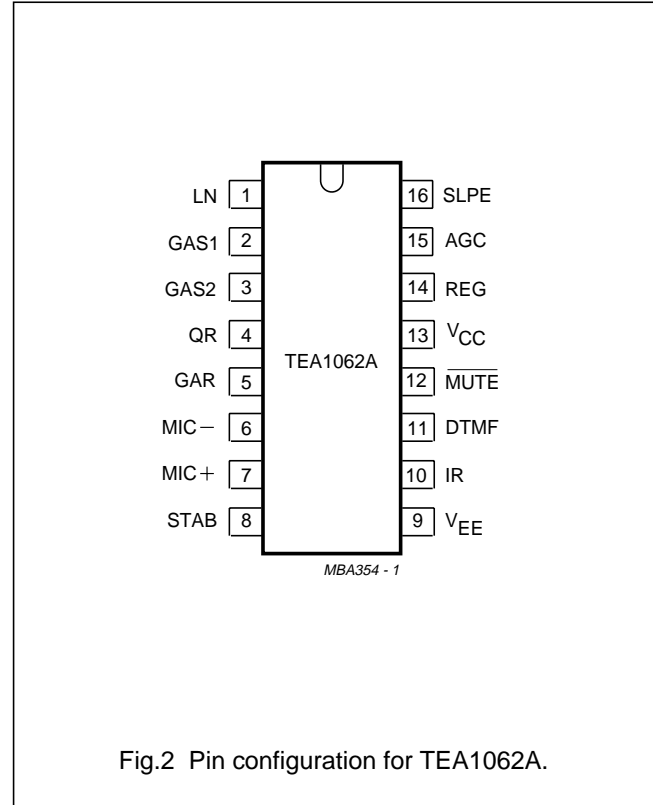 LN 1 16 SLPE
GAS1 2 15 AGC
GAS2 3 14 REG
QR 4 13 VCC
TEA1062A
GAR 5 12 MUTE
MIC− 6 11 DTMF
MIC+ 7 10 IR
STAB 8 9 VEE
MBA354 - 1
Fig.2 Pin configuration for TEA1062A.